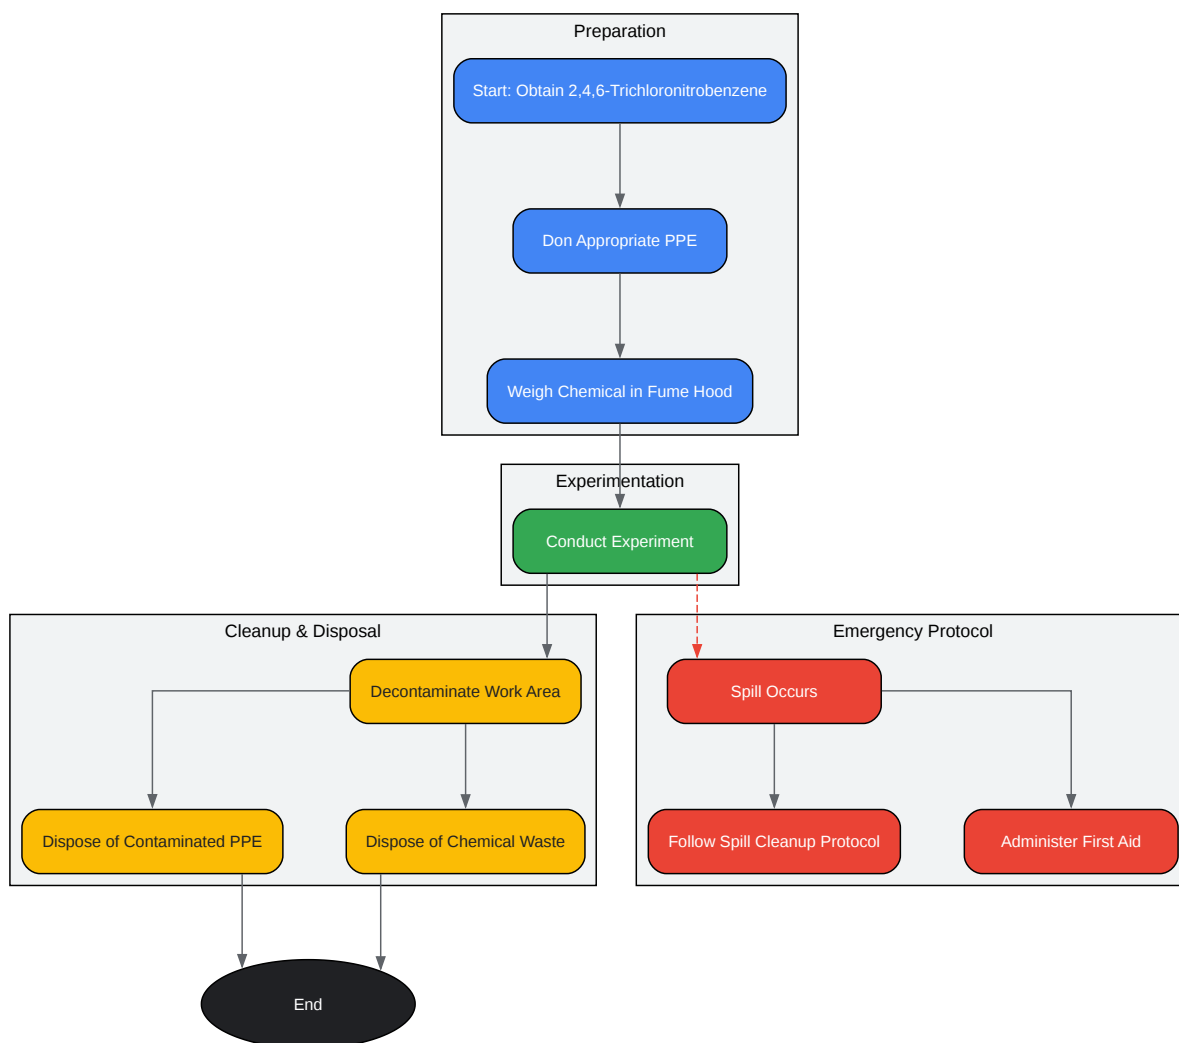 Preparation
Start: Obtain 2,4,6-Trichloronitrobenzene
Don Appropriate PPE
Weigh Chemical in Fume Hood
Experimentation
Conduct Experiment
Cleanup & Disposal
Decontaminate Work Area
Dispose of Contaminated PPE
Dispose of Chemical Waste
Emergency Protocol
Spill Occurs
Follow Spill Cleanup Protocol
Administer First Aid
End